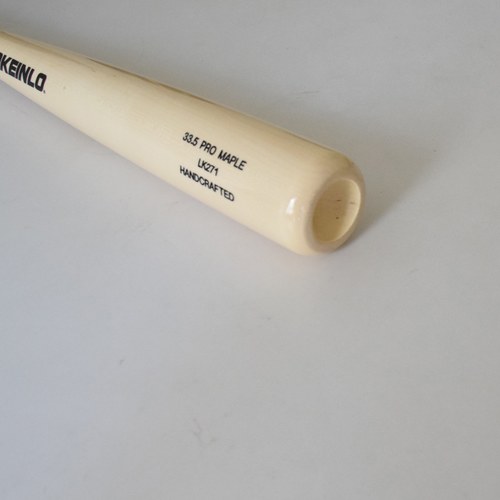 KEINLO
33.5 PRO MAPLE
LK271
HANDCRAFTED